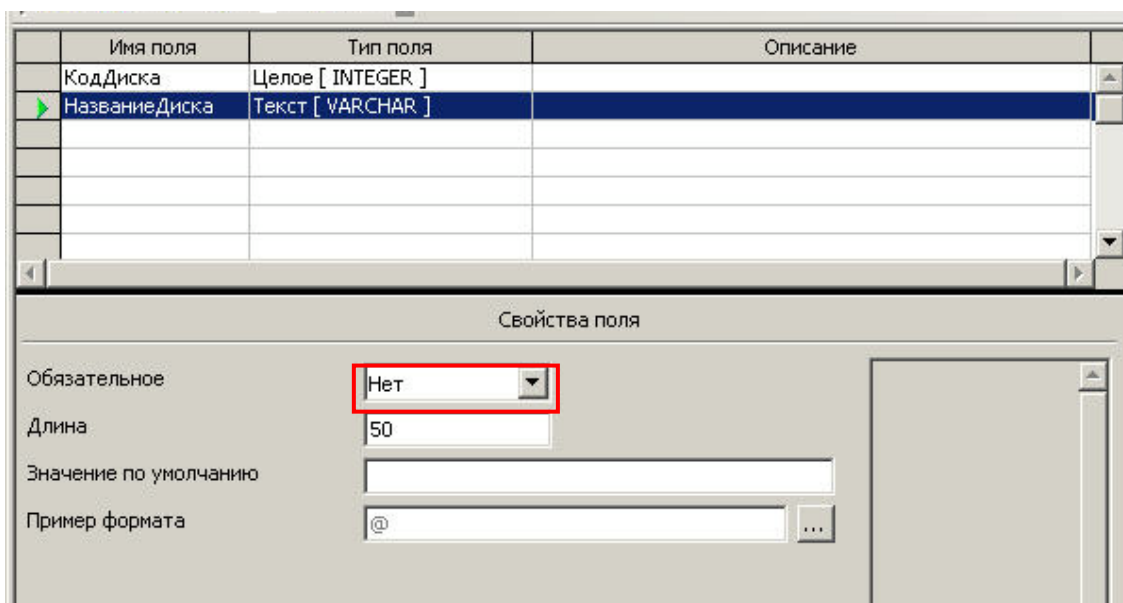 Имя поля Тип поля Описание
КодДиска Целое [ INTEGER ]
НазваниеДиска Текст [ VARCHAR ]
Свойства поля
Обязательное Нет
Длина 50
Значение по умолчанию
Пример формата @ ...